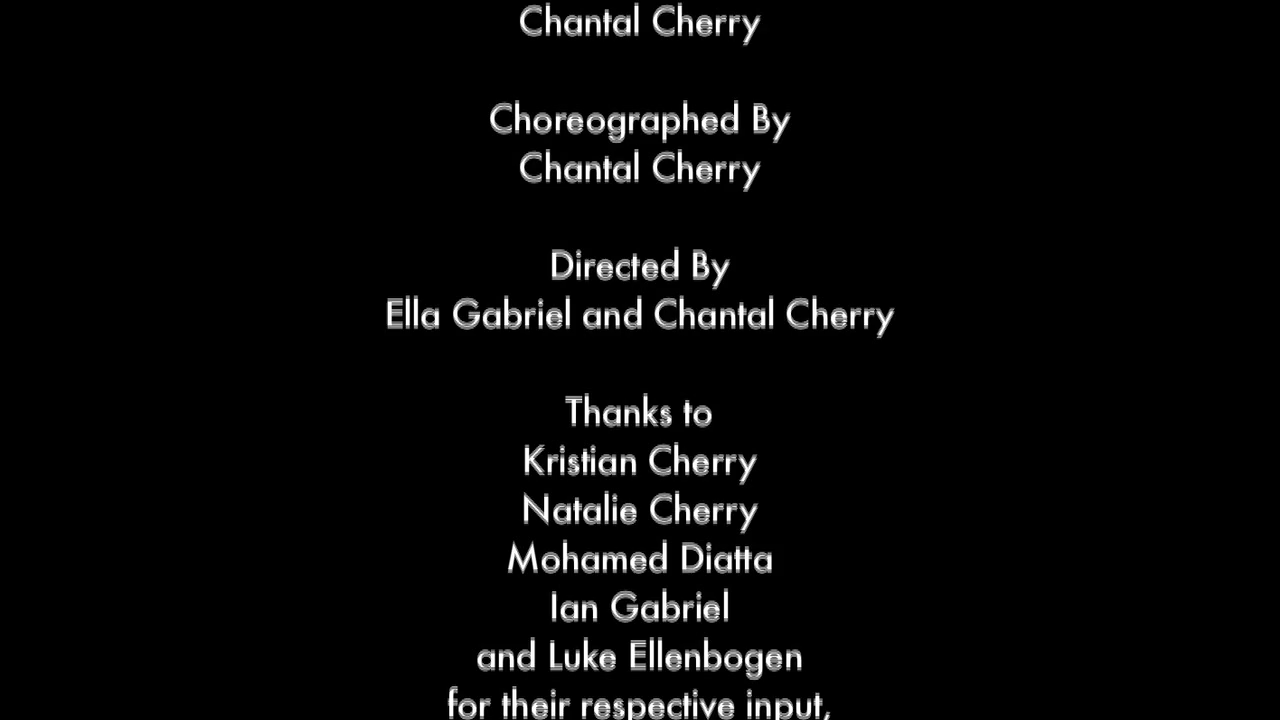 Chantal Cherry
Choreographed By
Chantal Cherry
Directed By
Ella Gabriel and Chantal Cherry
Thanks to
Kristian Cherry
Natalie Cherry
Mohamed Diatta
Ian Gabriel
and Luke Ellenbogen
for their respective input,